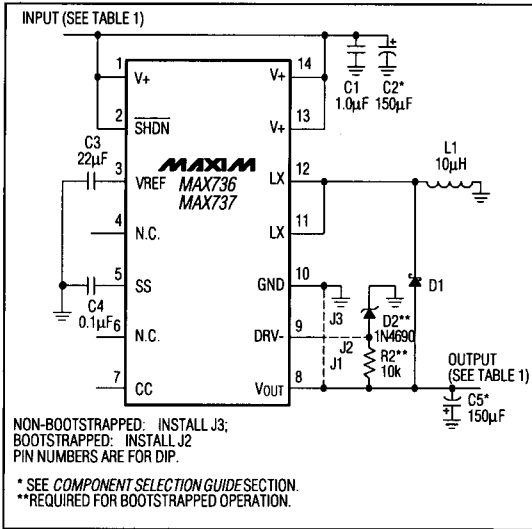 INPUT (SEE TABLE 1)
1
V+
14
V+
C1
1.0µF
C2*
150µF
2
SHDN
13
V+
C3
22µF
3
VREF
MAXIM
MAX736
MAX737
12
LX
L1
10µH
4
N.C.
11
LX
5
SS
C4
0.1µF
10
GND
D1
J3
D2**
1N4690
6
N.C.
9
DRV-
J2
J1
R2**
10k
OUTPUT
(SEE TABLE 1)
7
CC
8
VOUT
C5*
150µF
+
+
NON-BOOTSTRAPPED: INSTALL J3;
BOOTSTRAPPED: INSTALL J2
PIN NUMBERS ARE FOR DIP.
* SEE COMPONENT SELECTION GUIDE SECTION.
**REQUIRED FOR BOOTSTRAPPED OPERATION.